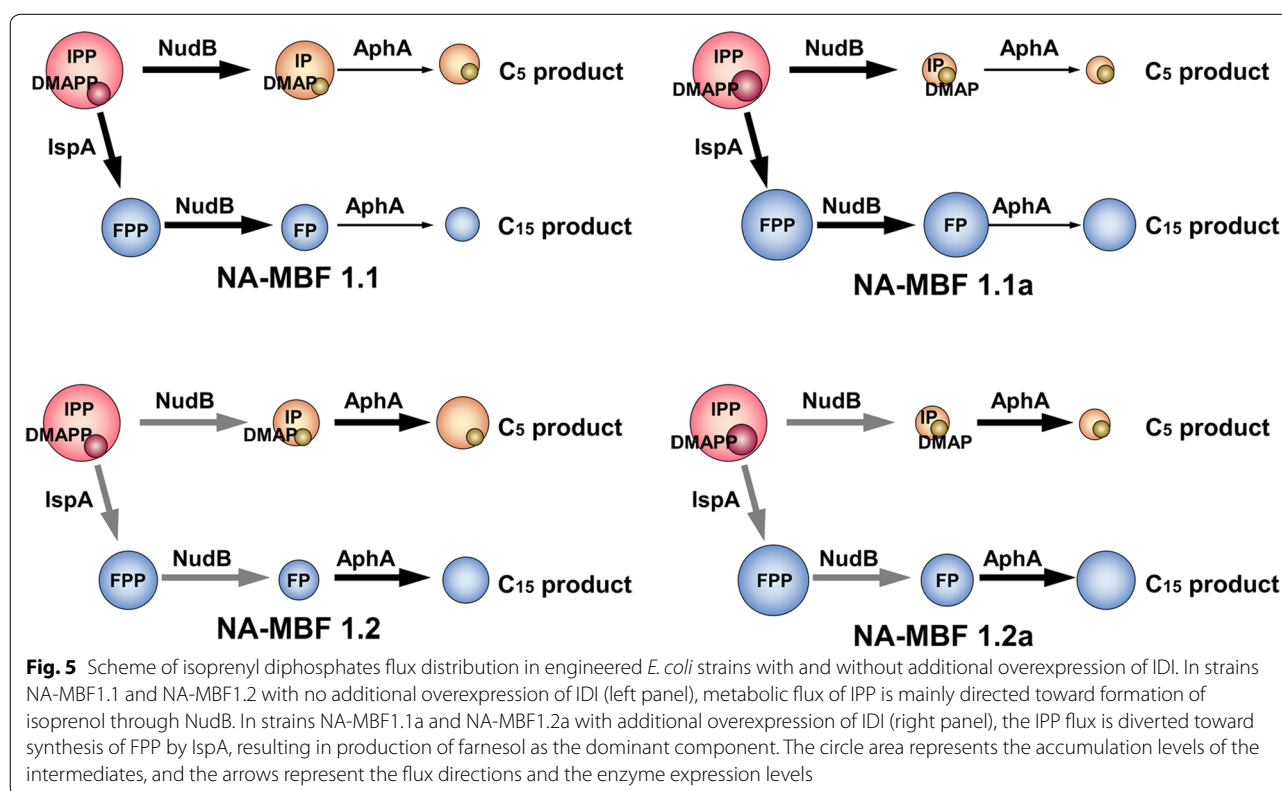 NudB AphA
IPP IP C5 product
DMAPP DMAP
IspA
NudB AphA
FPP FP C15 product
NA-MBF 1.1
NudB AphA
IPP IP C5 product
DMAPP DMAP
IspA
NudB AphA
FPP FP C15 product
NA-MBF 1.1a
NudB AphA
IPP IP C5 product
DMAPP DMAP
IspA
NudB AphA
FPP FP C15 product
NA-MBF 1.2
NudB AphA
IPP IP C5 product
DMAPP DMAP
IspA
NudB AphA
FPP FP C15 product
NA-MBF 1.2a
Fig. 5 Scheme of isoprenyl diphosphates flux distribution in engineered E. coli strains with and without additional overexpression of IDI. In strains
NA-MBF1.1 and NA-MBF1.2 with no additional overexpression of IDI (left panel), metabolic flux of IPP is mainly directed toward formation of
isoprenol through NudB. In strains NA-MBF1.1a and NA-MBF1.2a with additional overexpression of IDI (right panel), the IPP flux is diverted toward
synthesis of FPP by IspA, resulting in production of farnesol as the dominant component. The circle area represents the accumulation levels of the
intermediates, and the arrows represent the flux directions and the enzyme expression levels